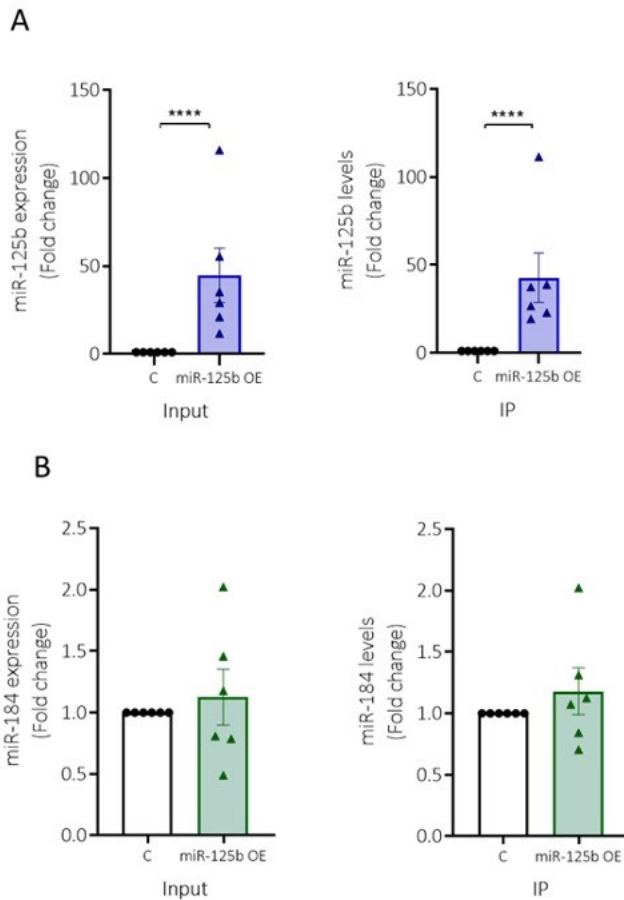 A
miR-125b expression
(Fold change)
150
100
50
0
****
C
miR-125b OE
Input
miR-125b levels
(Fold change)
150
100
50
0
****
C
miR-125b OE
IP
B
miR-184 expression
(Fold change)
2.5
2.0
1.5
1.0
0.5
0.0
C
miR-125b OE
Input
miR-184 levels
(Fold change)
2.5
2.0
1.5
1.0
0.5
0.0
C
miR-125b OE
IP